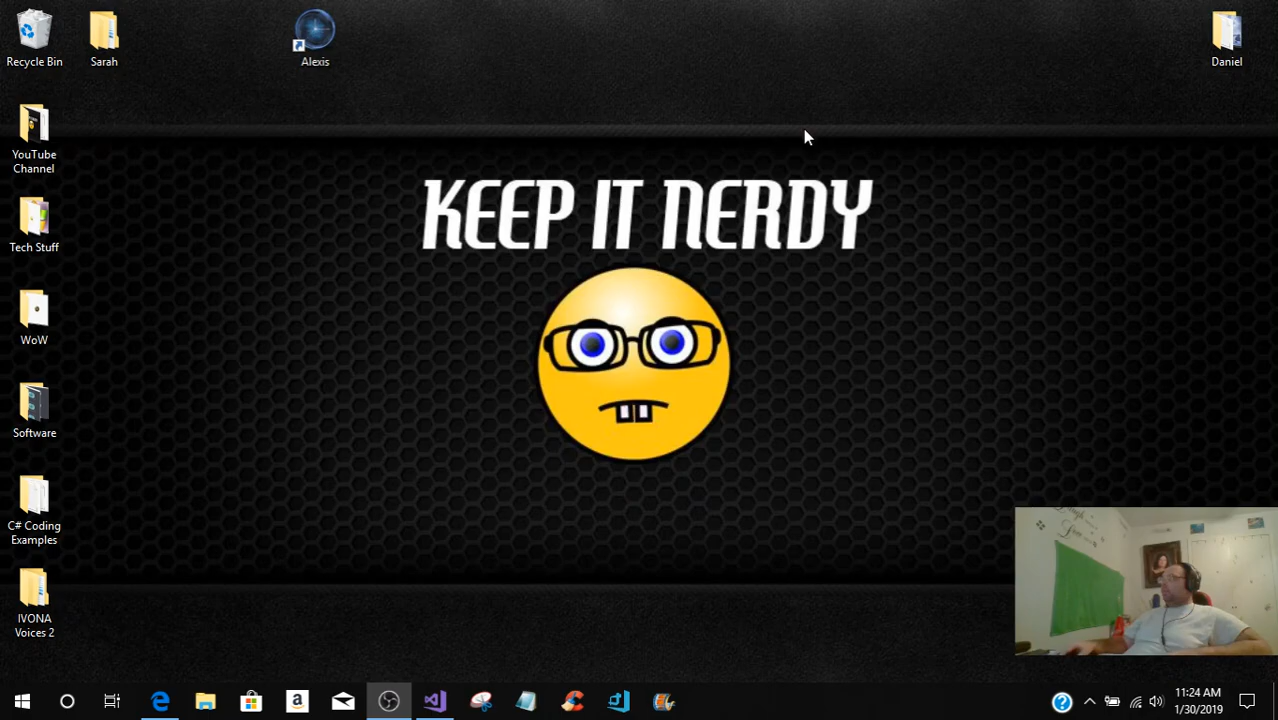 Recycle Bin
Sarah
Alexis
Daniel
YouTube
Channel
Tech Stuff
WoW
Software
C# Coding
Examples
IVONA
Voices 2
KEEP IT NERDY
11:24 AM
1/30/2019